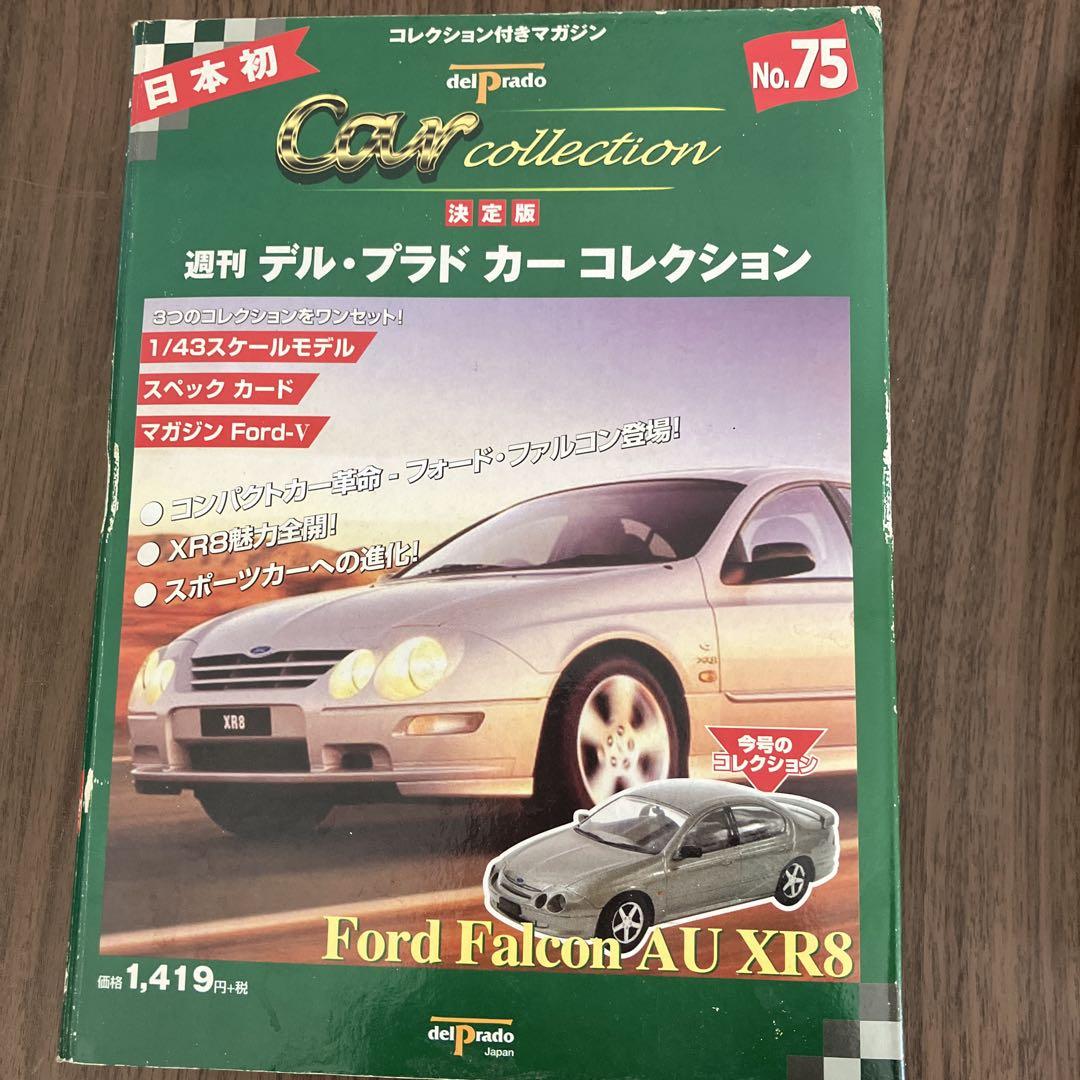 コレクション付きマガジン
日本初
delPrado
No.75
Car collection
決定版
週刊 デル・プラド カー コレクション
3つのコレクションをワンセット!
1/43スケールモデル
スペック カード
マガジン Ford-V
● コンパクトカー革命 - フォード・ファルコン登場!
● XR8魅力全開!
● スポーツカーへの進化!
Ford
XR8
XR8
今号の
コレクション
Ford Falcon AU XR8
価格 1,419円+税
delPrado
Japan